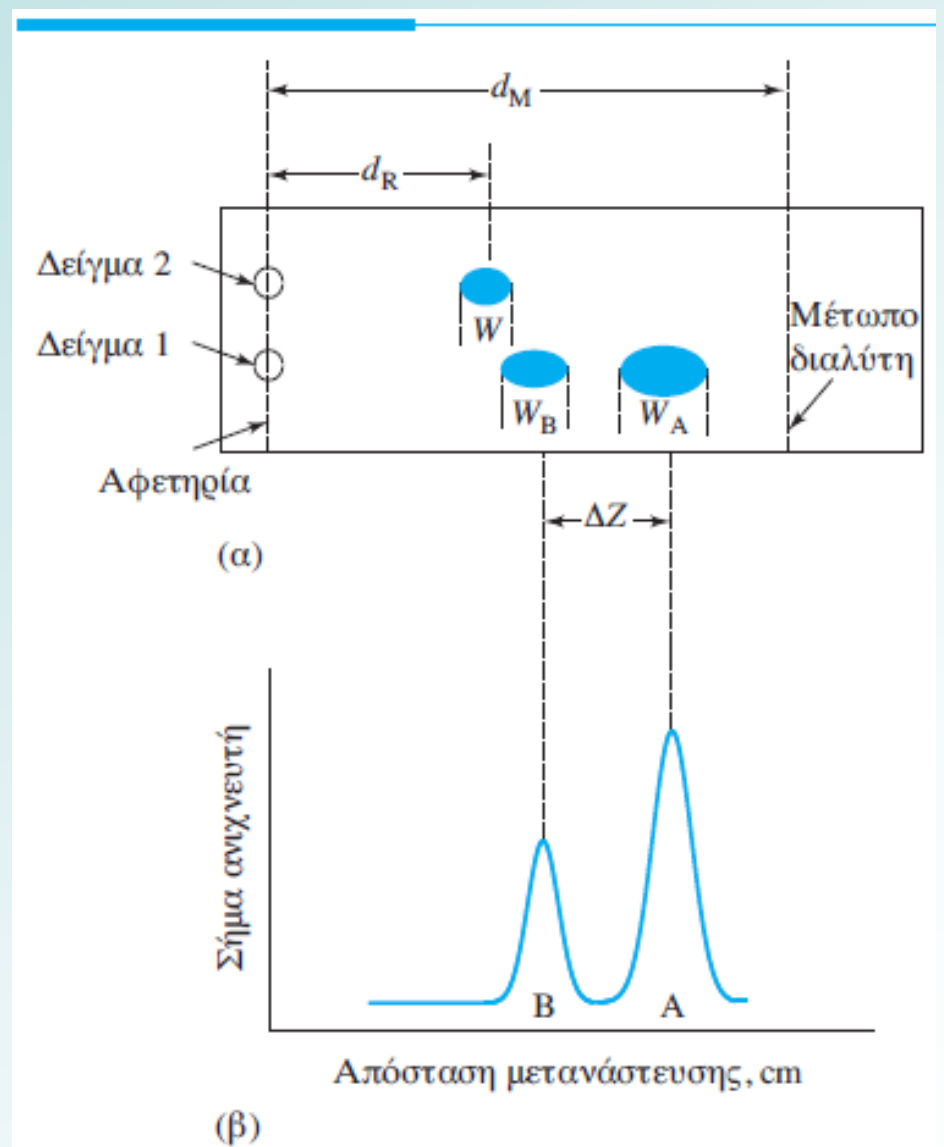 d_M
d_R
Δείγμα 2
Δείγμα 1
W
W_B
W_A
Μέτωπο
διαλύτη
Αφετηρία
ΔZ
(α)
Σήμα ανιχνευτή
B
A
Απόσταση μετανάστευσης, cm
(β)